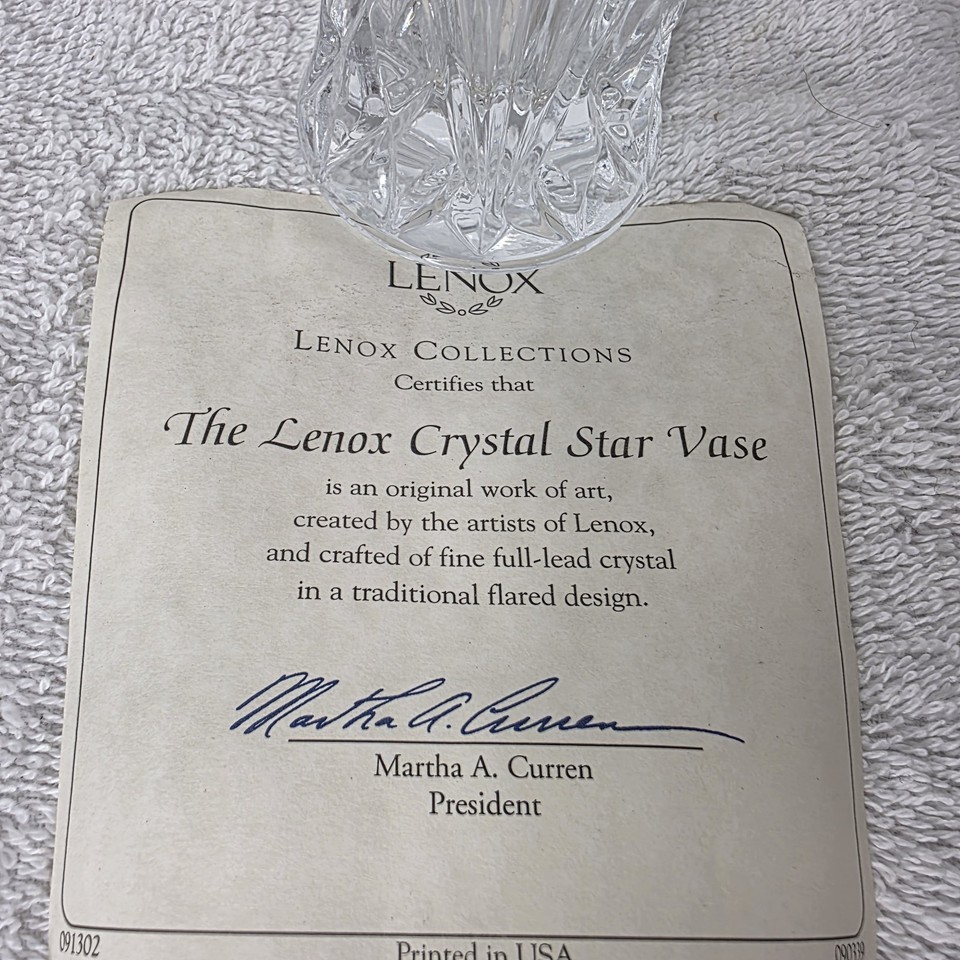 LENOX
LENOX COLLECTIONS
Certifies that
The Lenox Crystal Star Vase
is an original work of art,
created by the artists of Lenox,
and crafted of fine full-lead crystal
in a traditional flared design.
Martha A. Curren
Martha A. Curren
President
091302 Printed in USA 090339